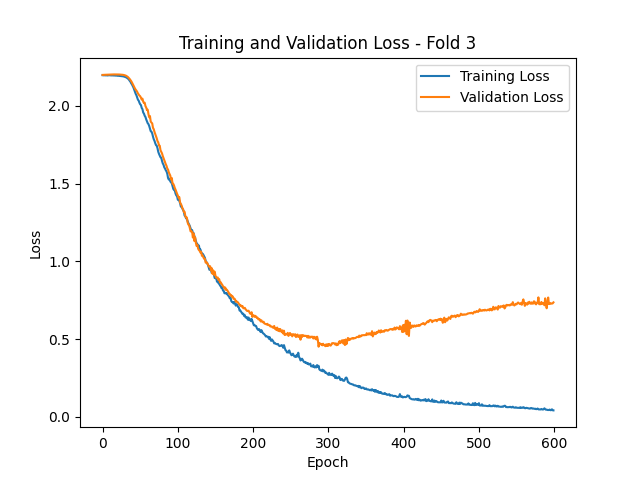 Training and Validation Loss - Fold 3
Training Loss
Validation Loss
Loss
2.0
1.5
1.0
0.5
0.0
0 100 200 300 400 500 600
Epoch